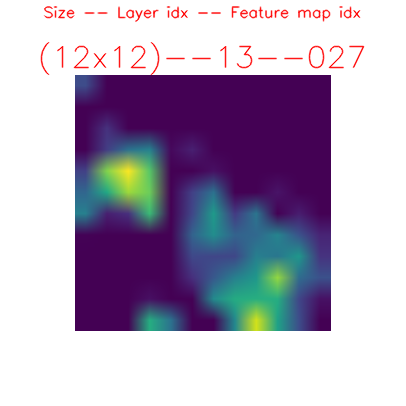 Size -- Layer idx -- Feature map idx
(12x12)--13--027